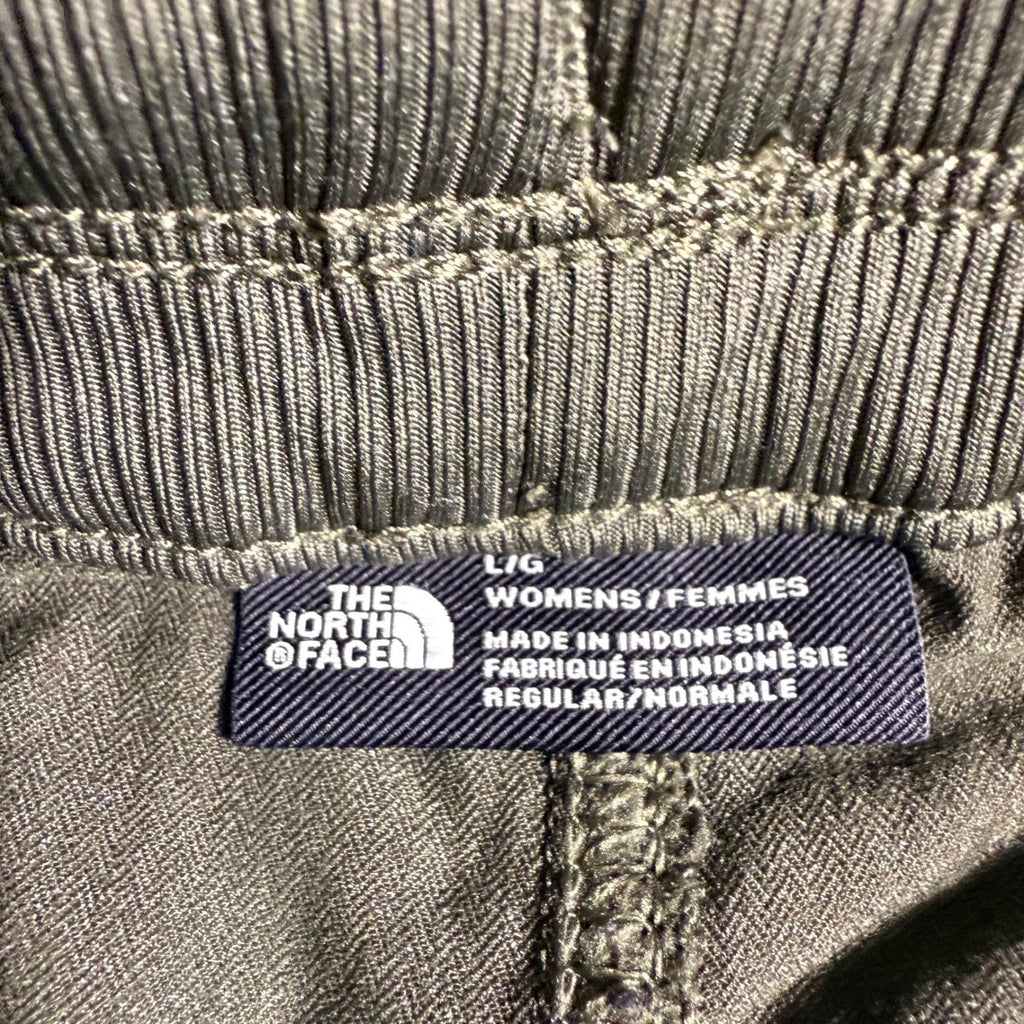 THE
NORTH
®FACE
L/G
WOMENS/FEMMES
MADE IN INDONESIA
FABRIQUÉ EN INDONÉSIE
REGULAR/NORMALE